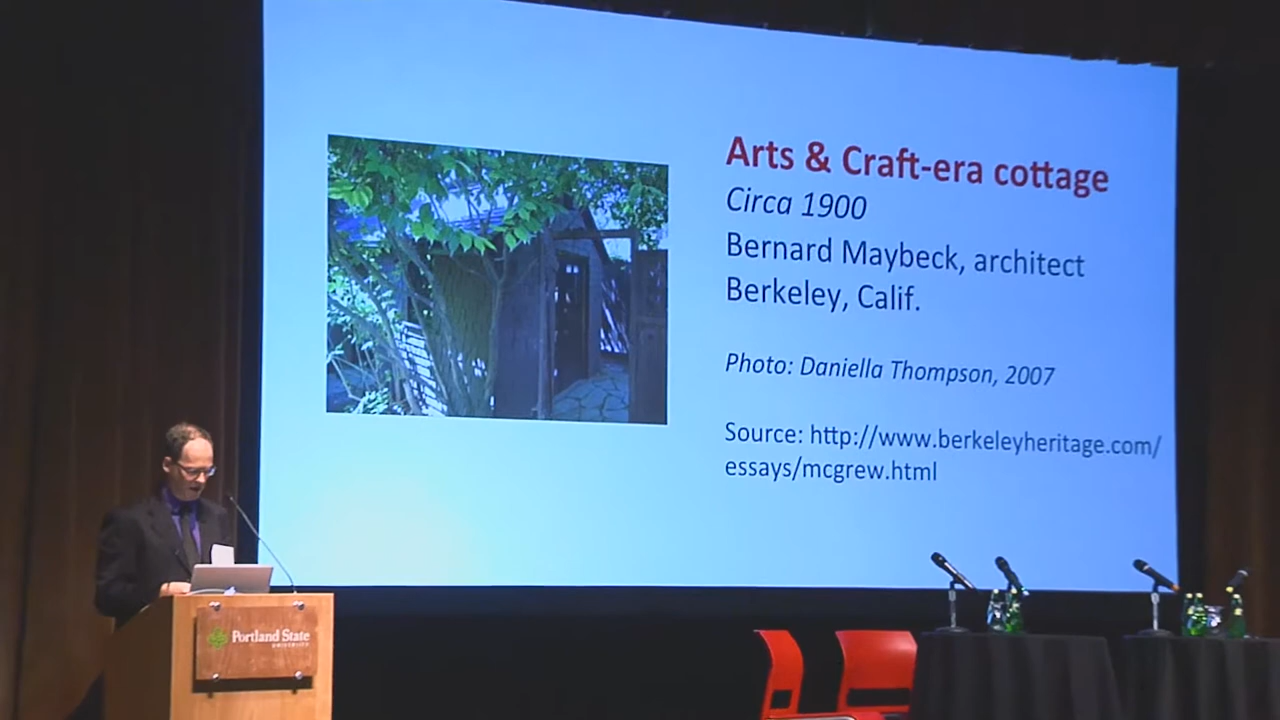 Arts & Craft-era cottage
Circa 1900
Bernard Maybeck, architect
Berkeley, Calif.
Photo: Daniella Thompson, 2007
Source: http://www.berkeleyheritage.com/
essays/mcgrew.html
Portland State
UNIVERSITY